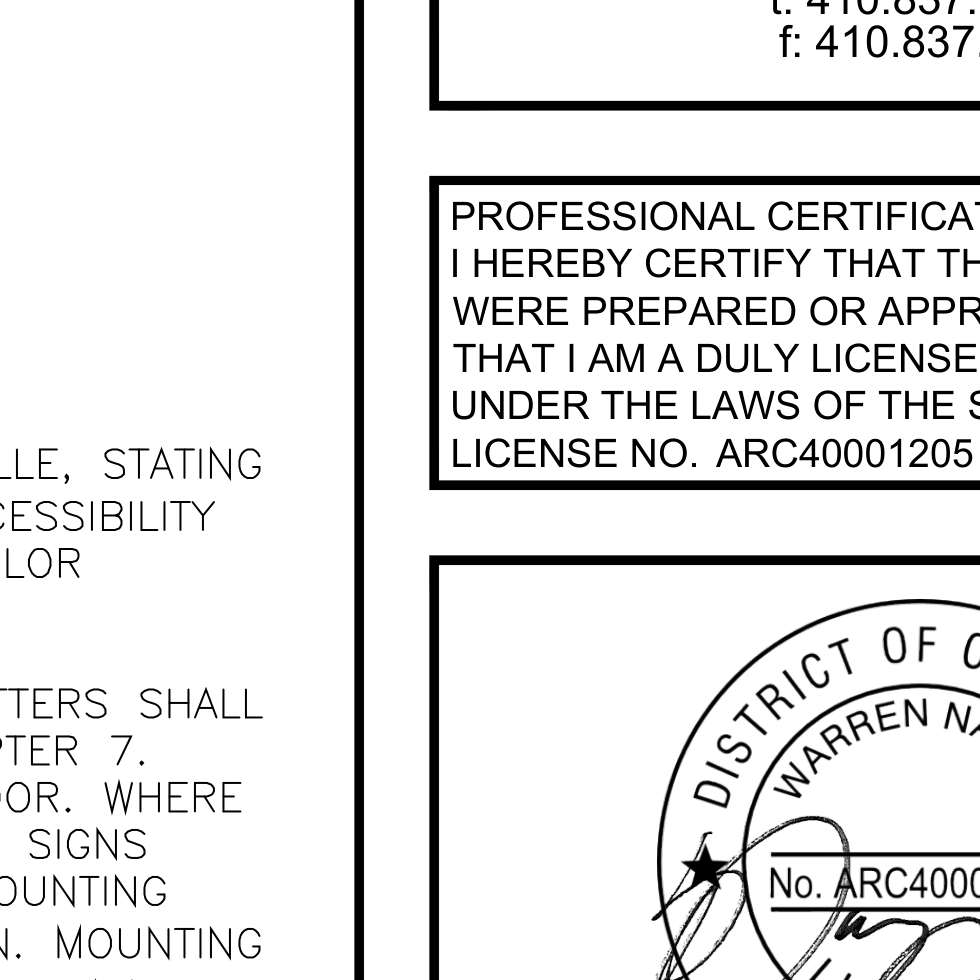 t: 410.837.
f: 410.837.
PROFESSIONAL CERTIFICAT
I HEREBY CERTIFY THAT TH
WERE PREPARED OR APPR
THAT I AM A DULY LICENSE
UNDER THE LAWS OF THE S
LICENSE NO. ARC40001205
LLE, STATING
CESSIBILITY
LOR
TTERS SHALL
PTER 7.
OOR. WHERE
SIGNS
OUNTING
N. MOUNTING
DISTRICT OF C
WARREN NA
No. ARC4000